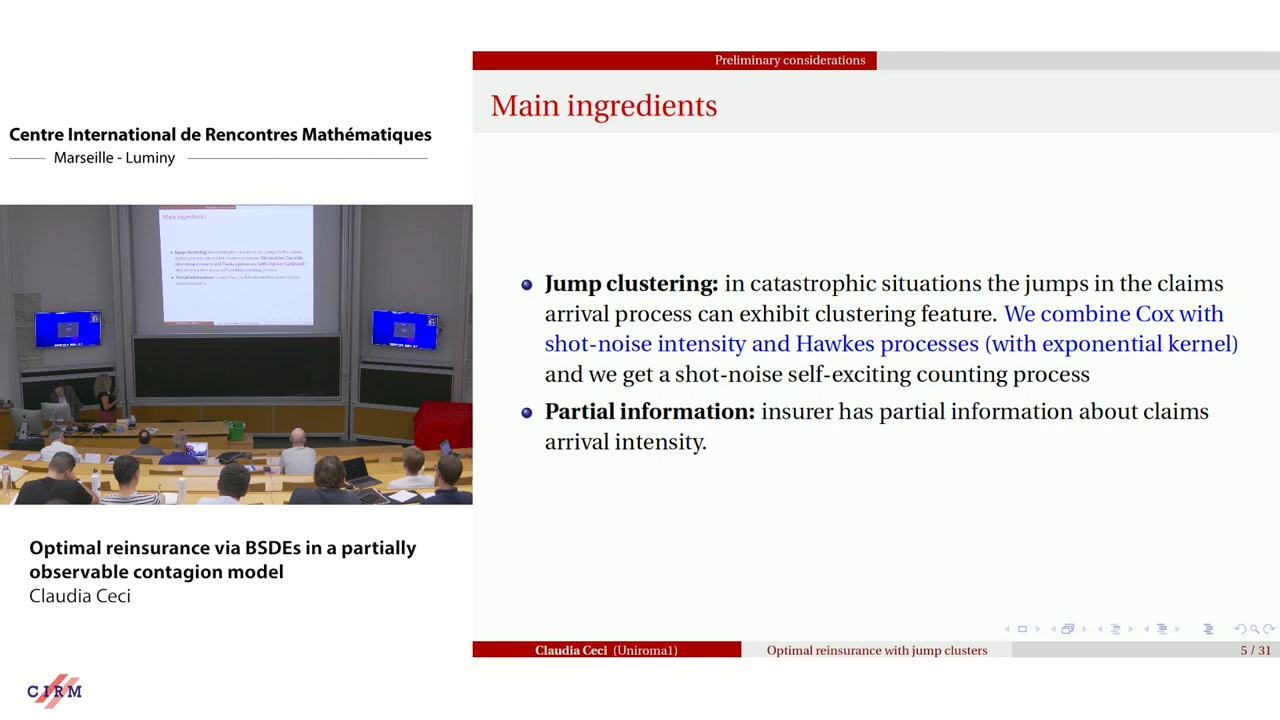 Centre International de Rencontres Mathématiques
Marseille - Luminy
Optimal reinsurance via BSDEs in a partially
observable contagion model
Claudia Ceci
CIRM
Preliminary considerations
Main ingredients
Jump clustering: in catastrophic situations the jumps in the claims
arrival process can exhibit clustering feature. We combine Cox with
shot-noise intensity and Hawkes processes (with exponential kernel)
and we get a shot-noise self-exciting counting process
Partial information: insurer has partial information about claims
arrival intensity.
Claudia Ceci (Uniroma1)
Optimal reinsurance with jump clusters
5 / 31